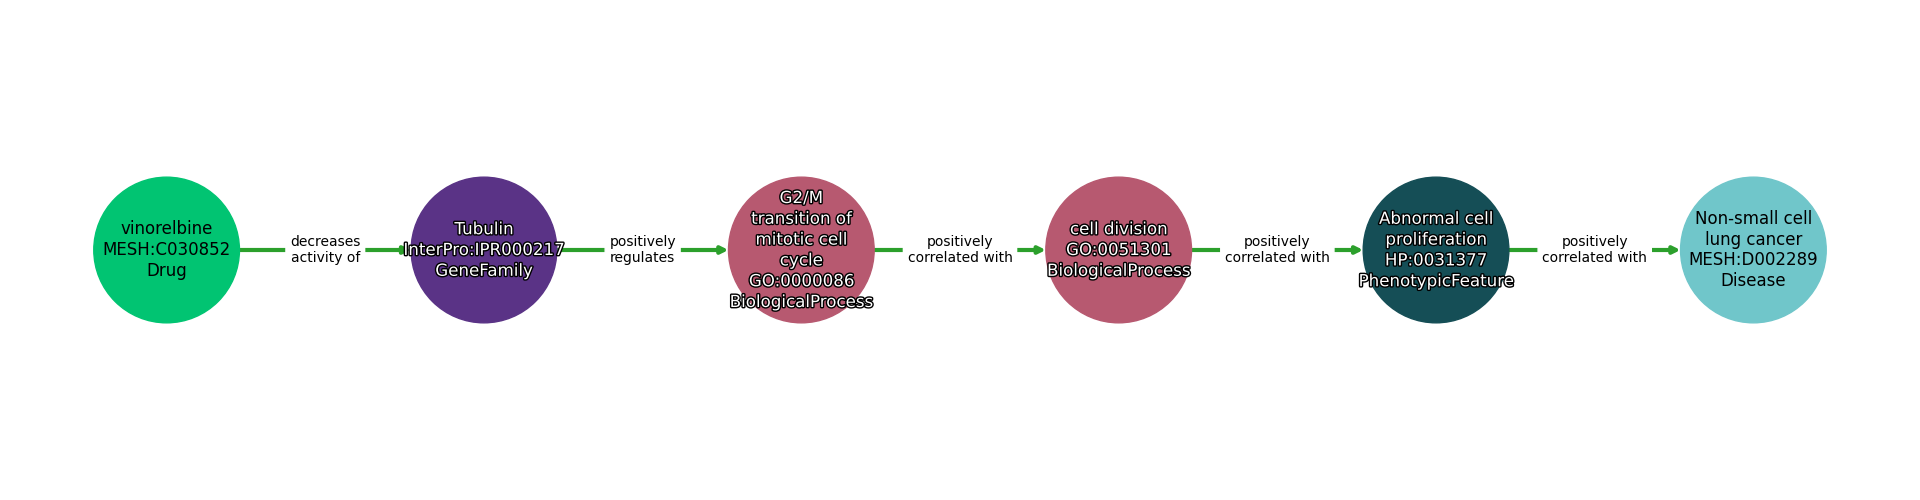 vinorelbine
MESH:C030852
Drug
decreases
activity of
Tubulin
InterPro:IPR000217
GeneFamily
positively
regulates
G2/M
transition of
mitotic cell
cycle
GO:0000086
BiologicalProcess
positively
correlated with
cell division
GO:0051301
BiologicalProcess
positively
correlated with
Abnormal cell
proliferation
HP:0031377
PhenotypicFeature
positively
correlated with
Non-small cell
lung cancer
MESH:D002289
Disease